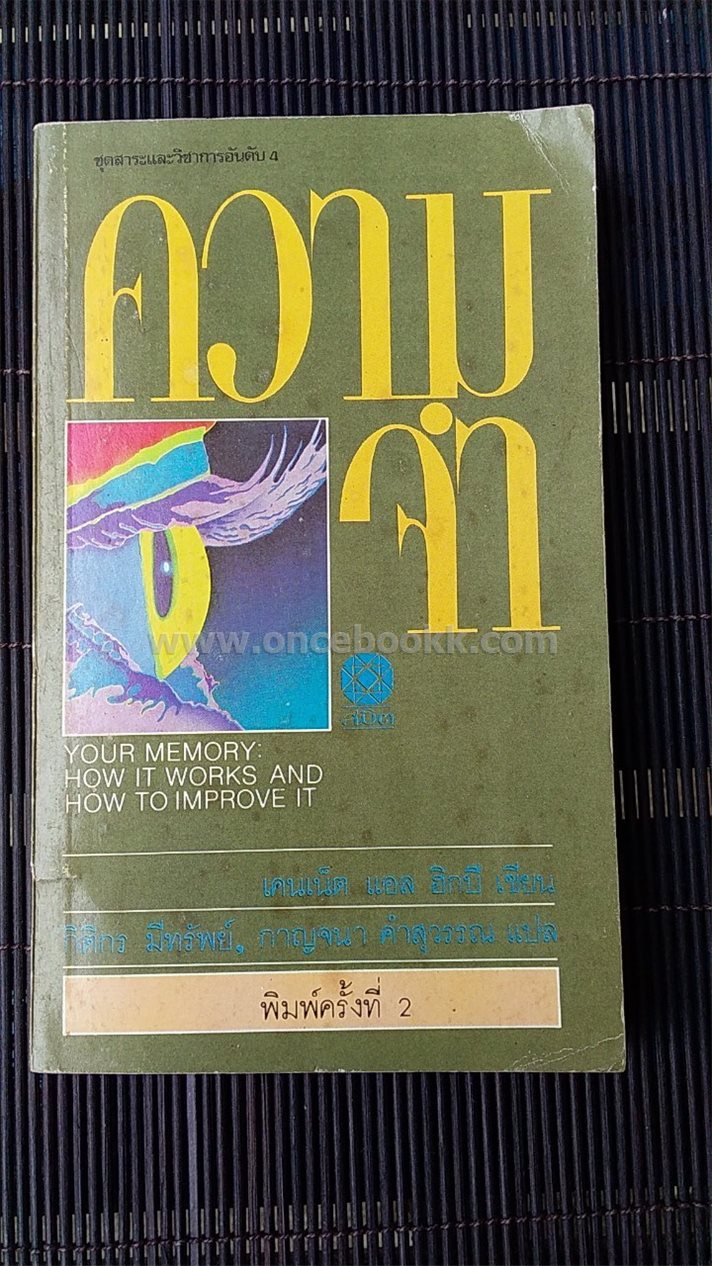 ชุดสาระและวิชาการอันดับ 4
ความ
จำ
www.oncebookk.com
สถิต
YOUR MEMORY:
HOW IT WORKS AND
HOW TO IMPROVE IT
เคนเน็ต แอล ฮิกบี เขียน
กิติกร มีทรัพย์, กาญจนา คำสุวรรณ แปล
พิมพ์ครั้งที่ 2